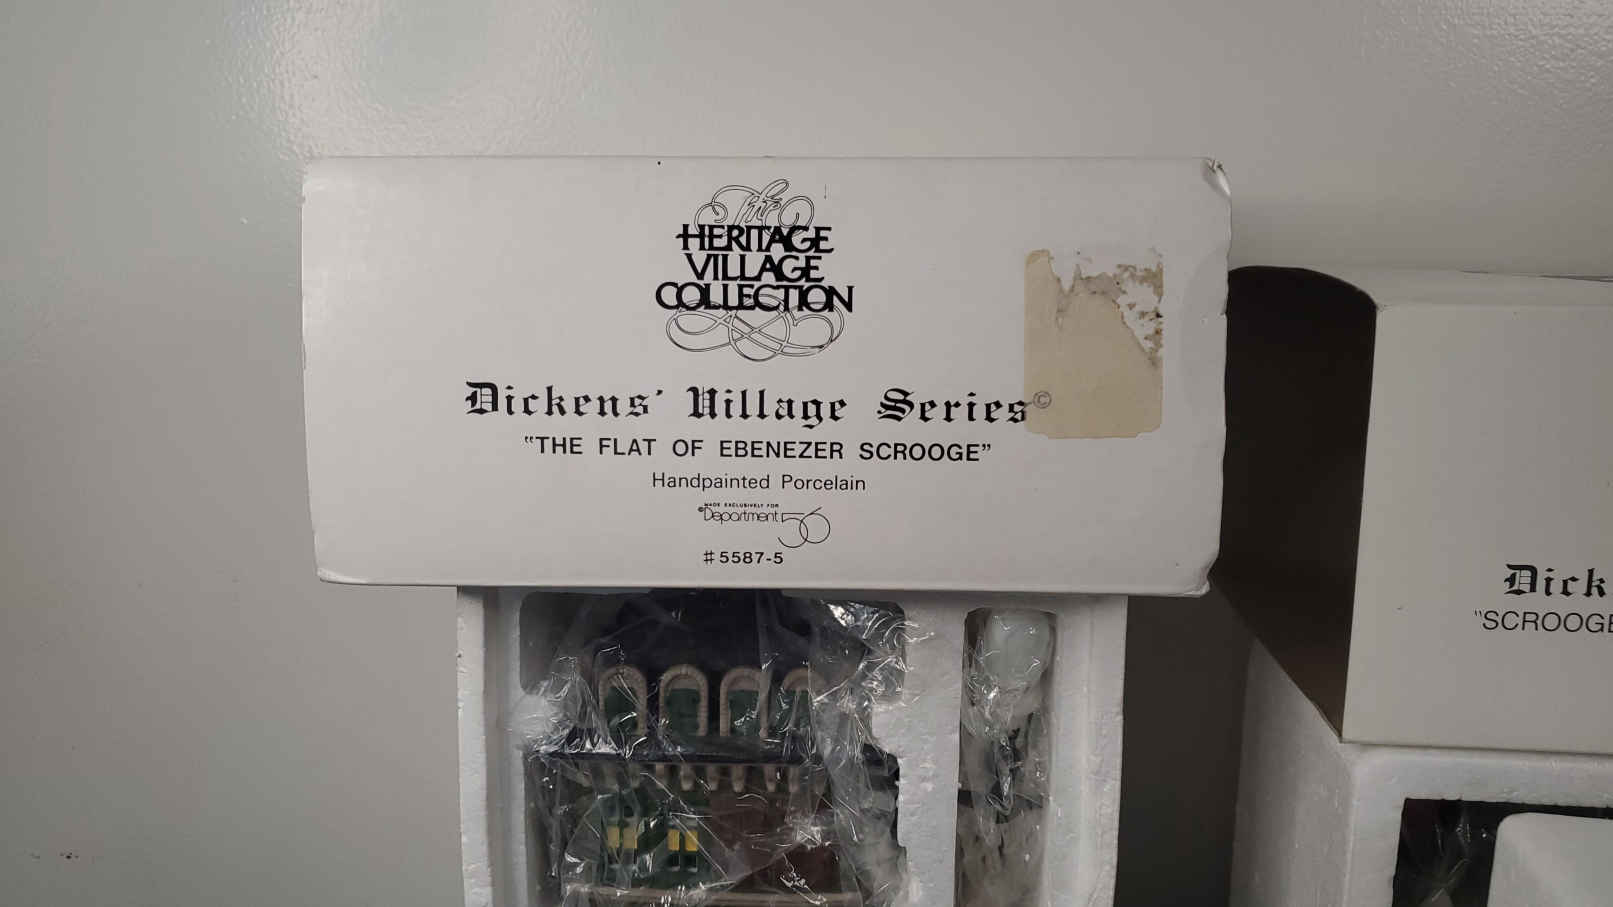 The
HERITAGE
VILLAGE
COLLECTION
Dickens' Village Series©
"THE FLAT OF EBENEZER SCROOGE"
Handpainted Porcelain
MADE EXCLUSIVELY FOR
©Department 56
#5587-5
Dick
"SCROOGE